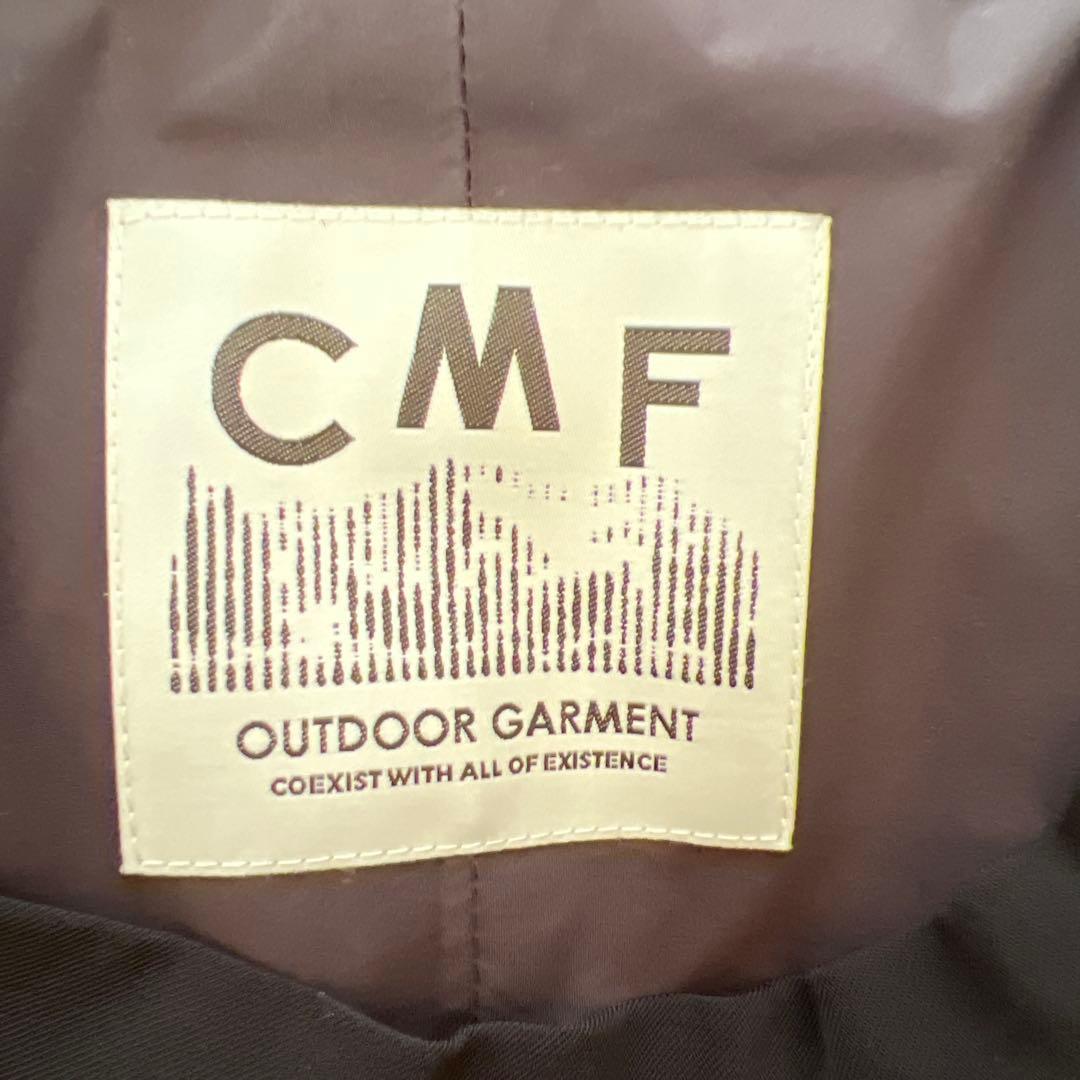 CMF
OUTDOOR GARMENT
COEXIST WITH ALL OF EXISTENCE